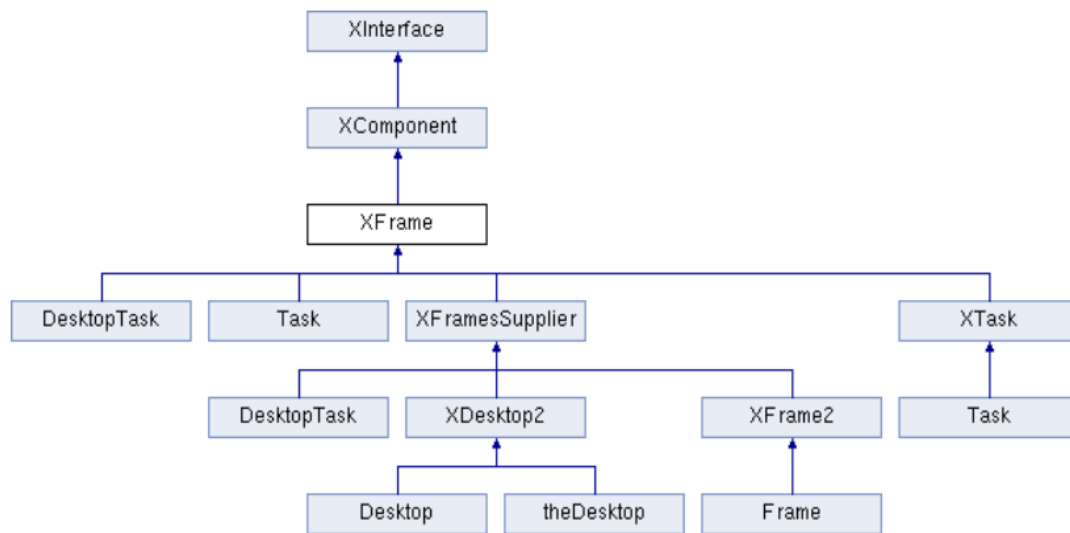 XInterface
XComponent
XFrame
DesktopTask
Task
XFramesSupplier
XTask
DesktopTask
XDesktop2
XFrame2
Task
Desktop
theDesktop
Frame